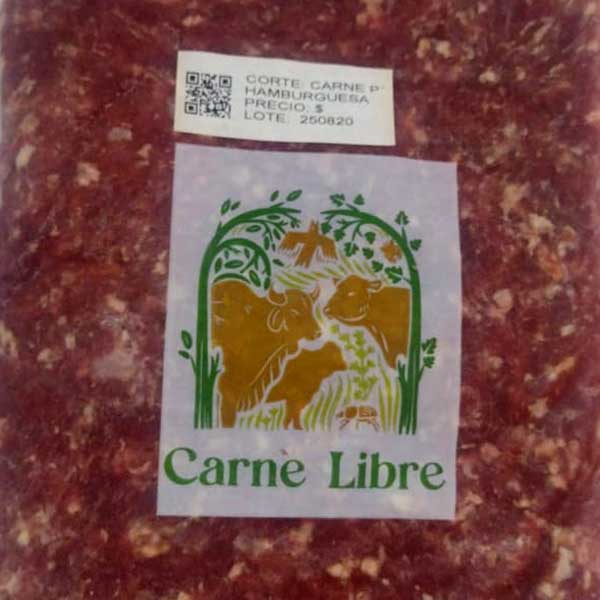 CORTE: CARNE P'
HAMBURGUESA
PRECIO: $
LOTE: 250820
Carne Libre